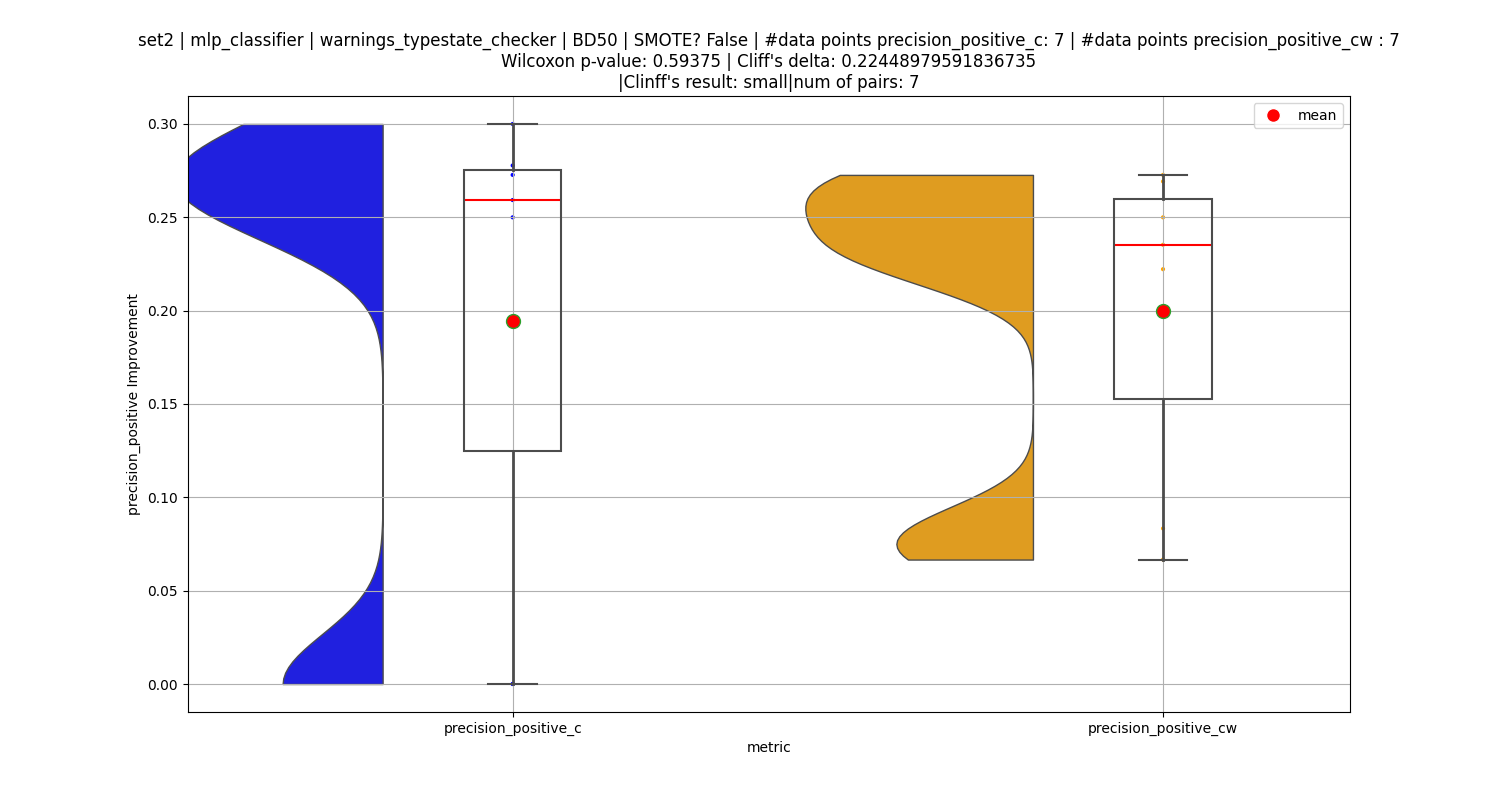 set2 | mlp_classifier | warnings_typestate_checker | BD50 | SMOTE? False | #data points precision_positive_c: 7 | #data points precision_positive_cw : 7
Wilcoxon p-value: 0.59375 | Cliff's delta: 0.22448979591836735
|Clinff's result: small|num of pairs: 7
mean
0.30
0.25
0.20
0.15
0.10
0.05
0.00
precision_positive Improvement
precision_positive_c
precision_positive_cw
metric